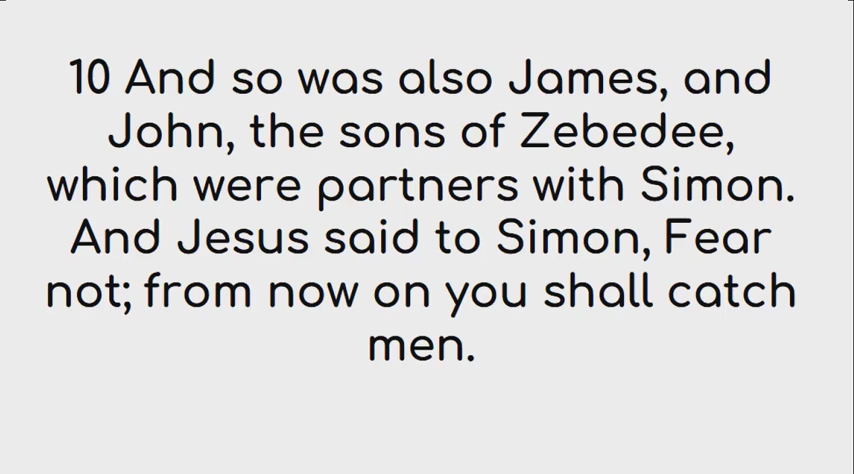 10 And so was also James, and
John, the sons of Zebedee,
which were partners with Simon.
And Jesus said to Simon, Fear
not; from now on you shall catch
men.